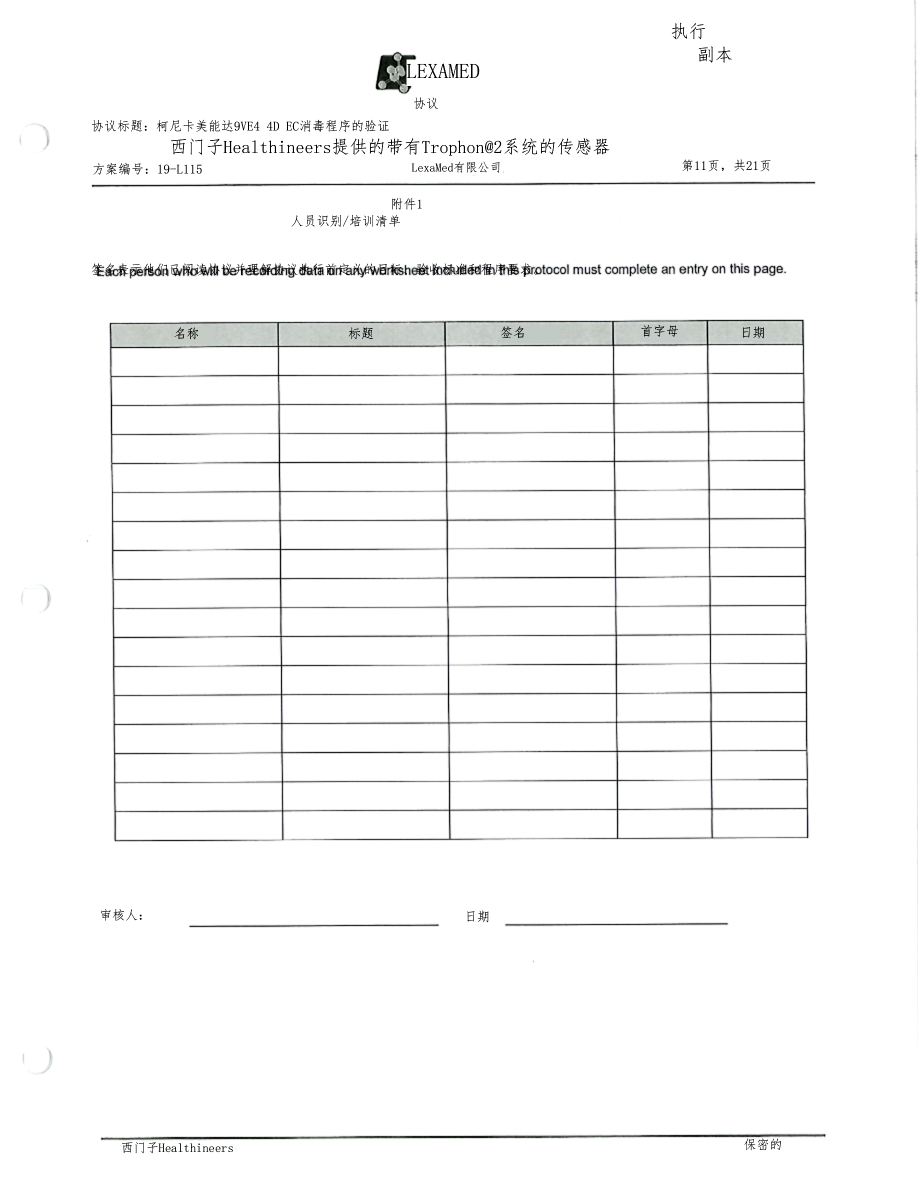 执行
副本
LEXAMED
协议
协议标题：柯尼卡美能达9VE4 4D EC消毒程序的验证
西门子Healthineers提供的带有Trophon@2系统的传感器
方案编号：19-L115 LexaMed有限公司 第11页，共21页
附件1
人员识别/培训清单
Each person who will be recording data on any worksheet included in this protocol must complete an entry on this page.
名称 标题 签名 首字母 日期
审核人： 日期
西门子Healthineers 保密的